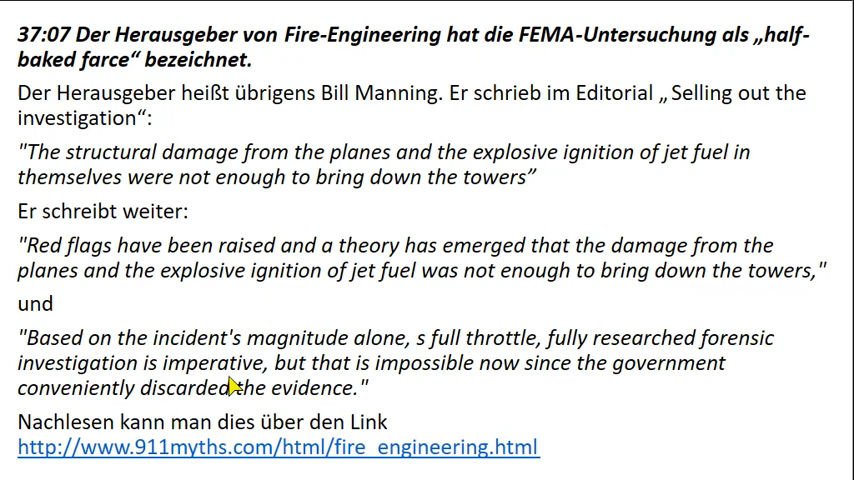 37:07 Der Herausgeber von Fire-Engineering hat die FEMA-Untersuchung als „half-
baked farce“ bezeichnet.
Der Herausgeber heißt übrigens Bill Manning. Er schrieb im Editorial „ Selling out the
investigation“:
"The structural damage from the planes and the explosive ignition of jet fuel in
themselves were not enough to bring down the towers”
Er schreibt weiter:
"Red flags have been raised and a theory has emerged that the damage from the
planes and the explosive ignition of jet fuel was not enough to bring down the towers,"
und
"Based on the incident's magnitude alone, s full throttle, fully researched forensic
investigation is imperative, but that is impossible now since the government
conveniently discarded the evidence."
Nachlesen kann man dies über den Link
http://www.911myths.com/html/fire_engineering.html